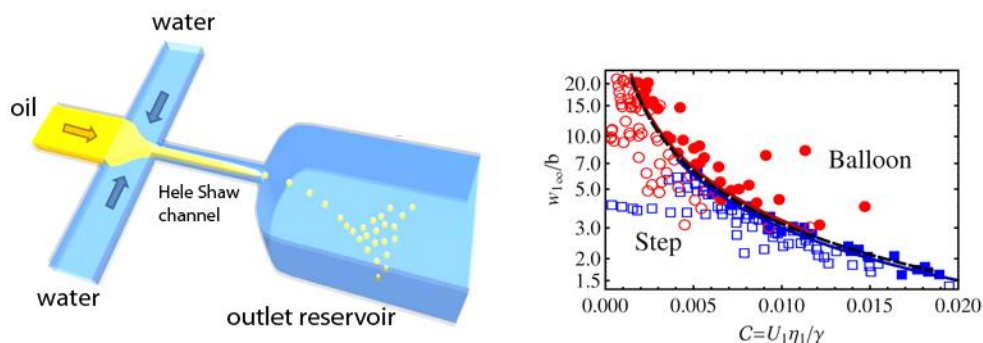 water
oil
Hele Shaw
channel
water
outlet reservoir
w₁∞/b
20.0
15.0
10.0
7.0
5.0
3.0
2.0
1.5
Balloon
Step
0.000 0.005 0.010 0.015 0.020
C=U₁η₁/γ